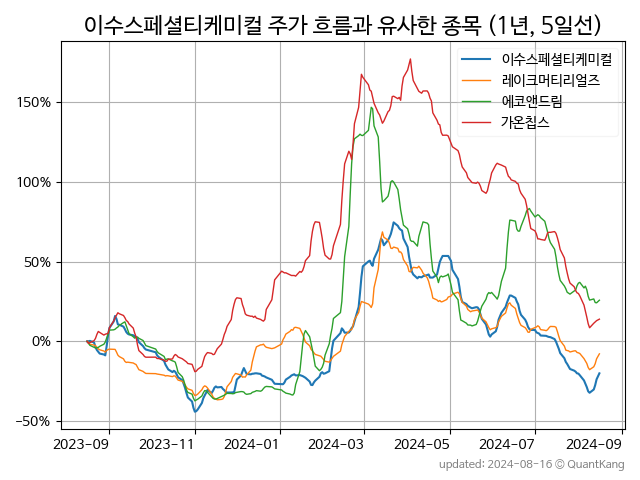 이수스페셜티케미컬 주가 흐름과 유사한 종목 (1년, 5일선)
이수스페셜티케미컬
레이크머티리얼즈
에코앤드림
가온칩스
150%
100%
50%
0%
−50%
2023-09 2023-11 2024-01 2024-03 2024-05 2024-07 2024-09
updated: 2024-08-16 © QuantKang